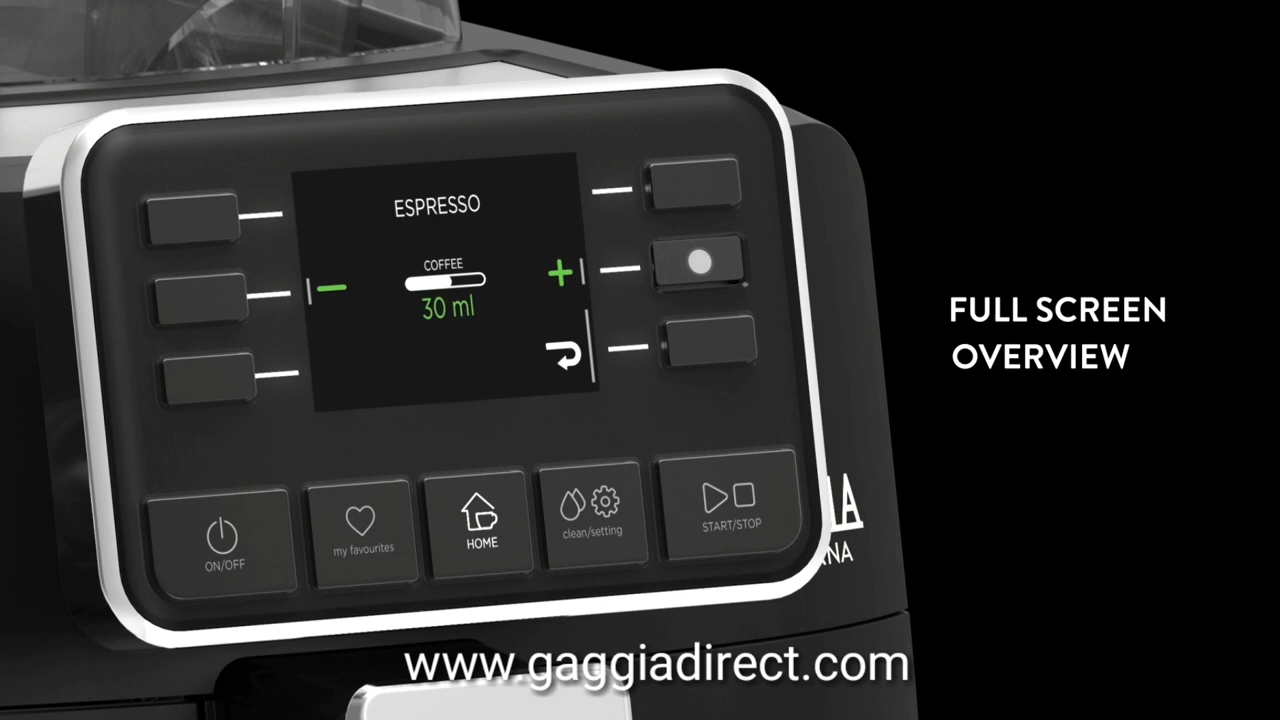 ESPRESSO
COFFEE
30 ml
ON/OFF
my favourites
HOME
clean/setting
START/STOP
FULL SCREEN
OVERVIEW
www.gaggiadirect.com